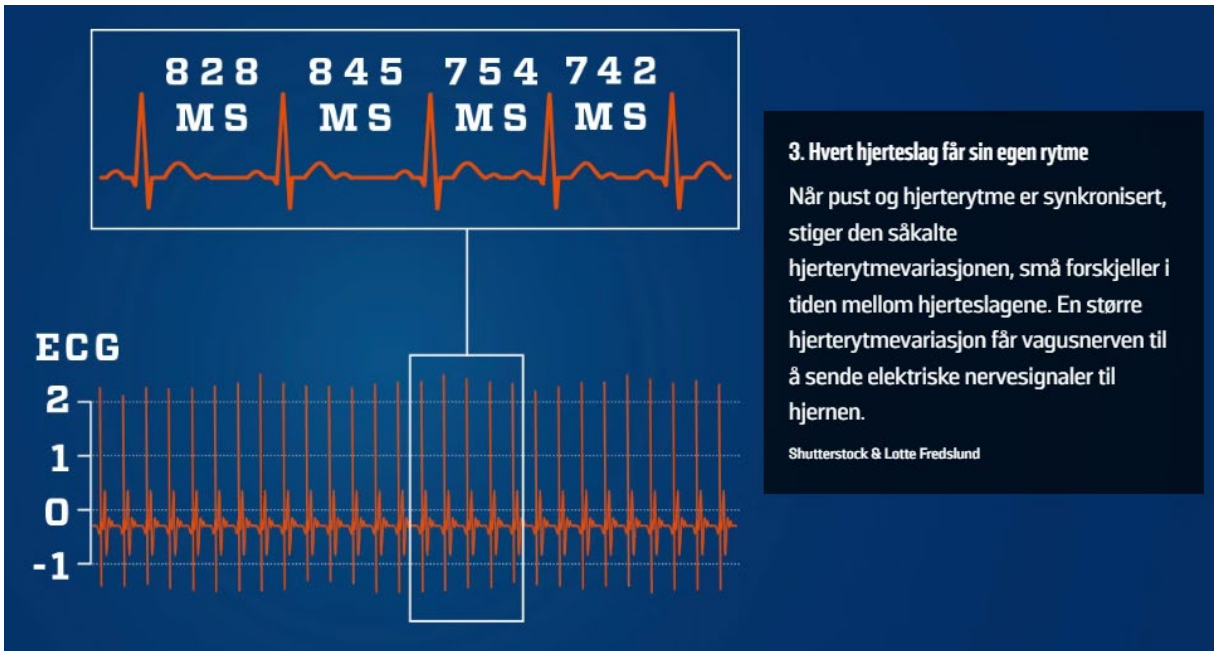 828 845 754 742
MS MS MS MS
ECG
2
1
0
-1
3. Hvert hjerteslag får sin egen rytme
Når pust og hjerterytme er synkronisert,
stiger den såkalte
hjerterytmevariasjonen, små forskjeller i
tiden mellom hjerteslagene. En større
hjerterytmevariasjon får vagusnerven til
å sende elektriske nervesignaler til
hjernen.
Shutterstock & Lotte Fredslund